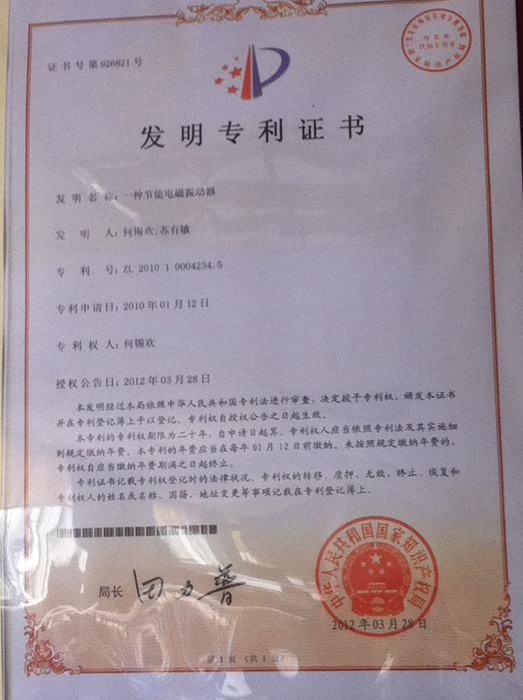 证书号第926821号
发明专利证书
发明名称：一种节能电磁振动器
发明人：何锡欢;苏有敏
专利号：ZL 2010 1 0004234.5
专利申请日：2010年01月12日
专利权人：何锡欢
授权公告日：2012年03月28日
本发明经过本局依照中华人民共和国专利法进行审查，决定授予专利权，颁发本证书
并在专利登记簿上予以登记。专利权自授权公告之日起生效。
本专利的专利权期限为二十年，自申请日起算。专利权人应当依照专利法及其实施细
则规定缴纳年费。本专利的年费应当在每年01月12日前缴纳。未按照规定缴纳年费的，
专利权自应当缴纳年费期满之日起终止。
专利证书记载专利权登记时的法律状况。专利权的转移、质押、无效、终止、恢复和
专利权人的姓名或名称、国籍、地址变更等事项记载在专利登记簿上。
局长 田力普
中华人民共和国国家知识产权局
2012年03月28日
第1页（共1页）